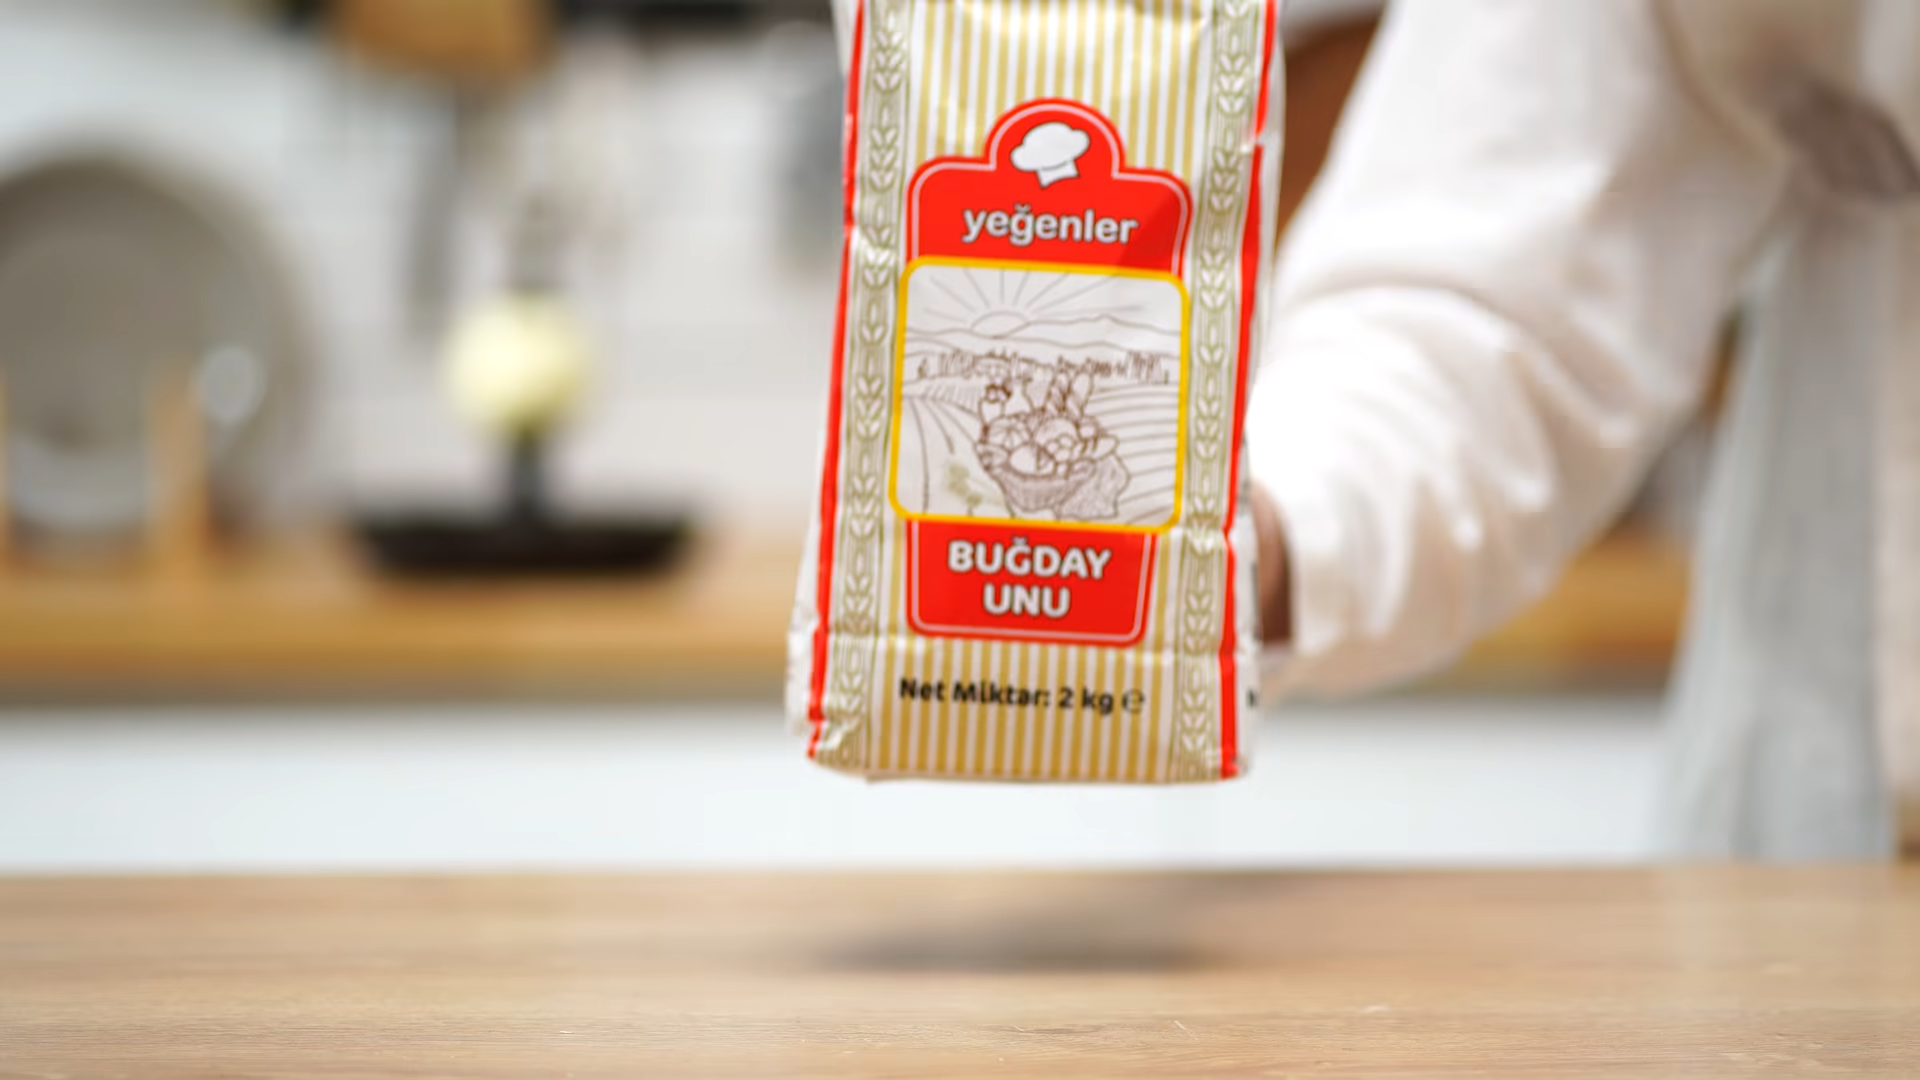 yeğenler
BUĞDAY
UNU
Net Miktar: 2 kg ℮